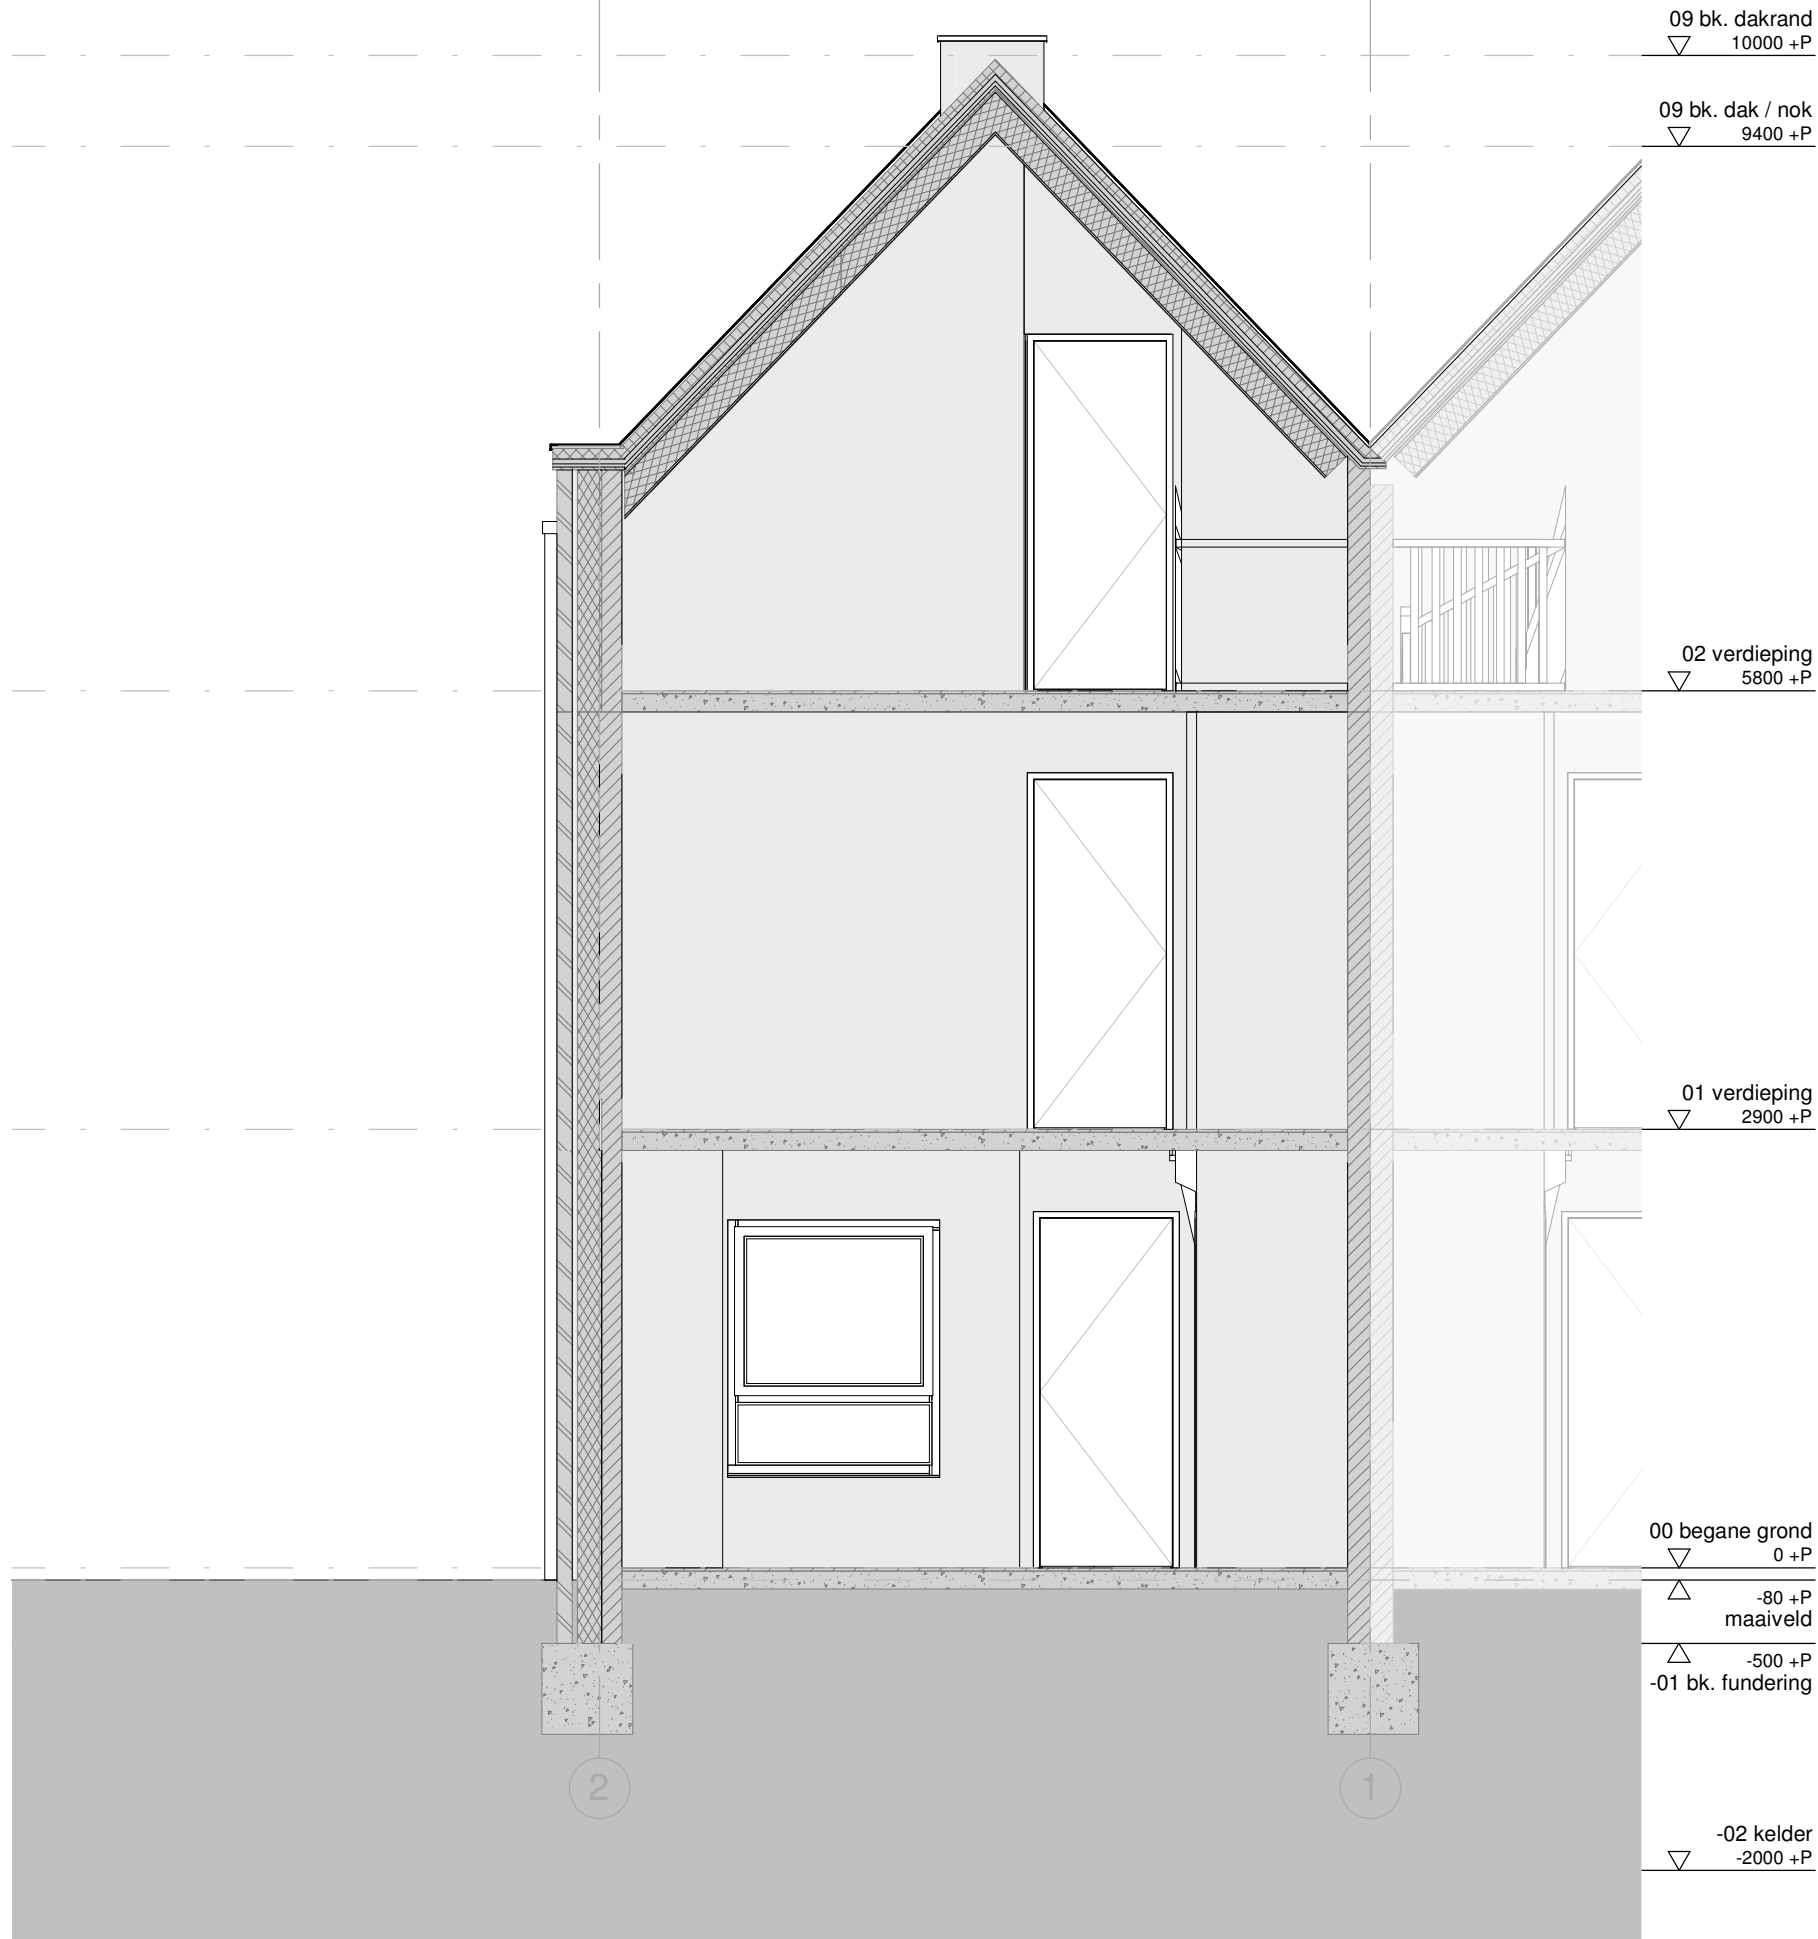 09 bk. dakrand
10000 +P
09 bk. dak / nok
9400 +P
02 verdieping
5800 +P
01 verdieping
2900 +P
00 begane grond
0 +P
-80 +P
maaiveld
-500 +P
-01 bk. fundering
2 1
-02 kelder
-2000 +P